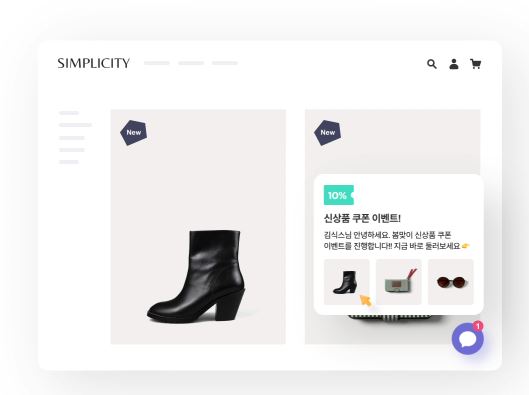 SIMPLICITY
New
New
10%
신상품 쿠폰 이벤트!
김식스님 안녕하세요. 봄맞이 신상품 쿠폰
이벤트를 진행합니다!! 지금 바로 둘러보세요 👉
1